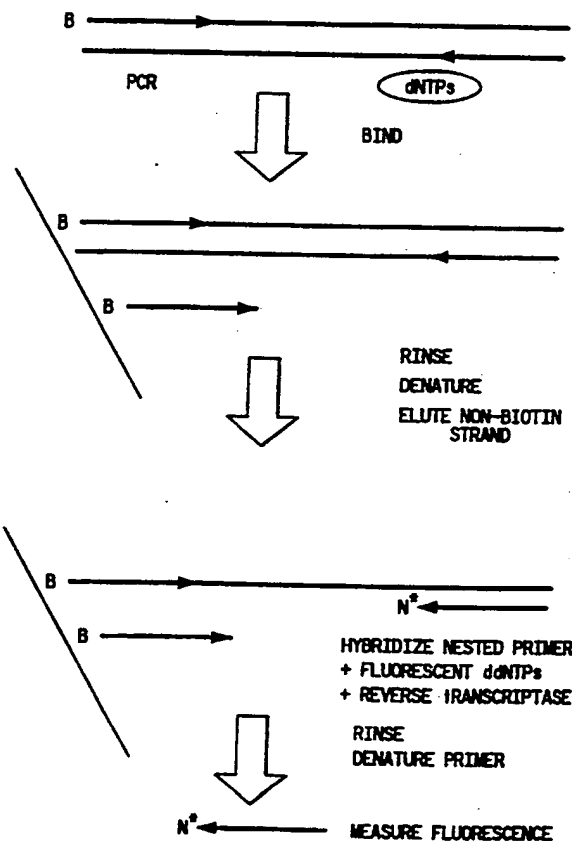 B
PCR
dNTPs
BIND
B
B
RINSE
DENATURE
ELUTE NON-BIOTIN
STRAND
B
N*
B
HYBRIDIZE NESTED PRIMER
+ FLUORESCENT ddNTPs
+ REVERSE TRANSCRIPTASE
RINSE
DENATURE PRIMER
N*
MEASURE FLUORESCENCE